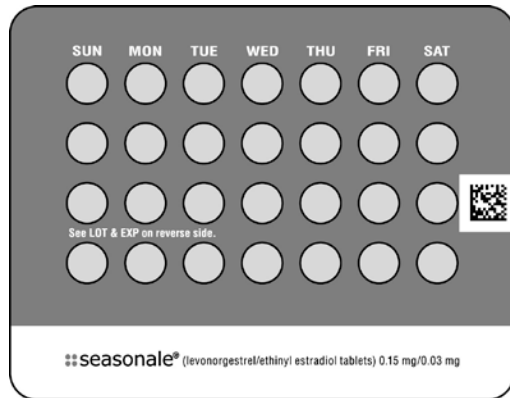 SUN MON TUE WED THU FRI SAT
See LOT & EXP on reverse side.
seasonale® (levonorgestrel/ethinyl estradiol tablets) 0.15 mg/0.03 mg